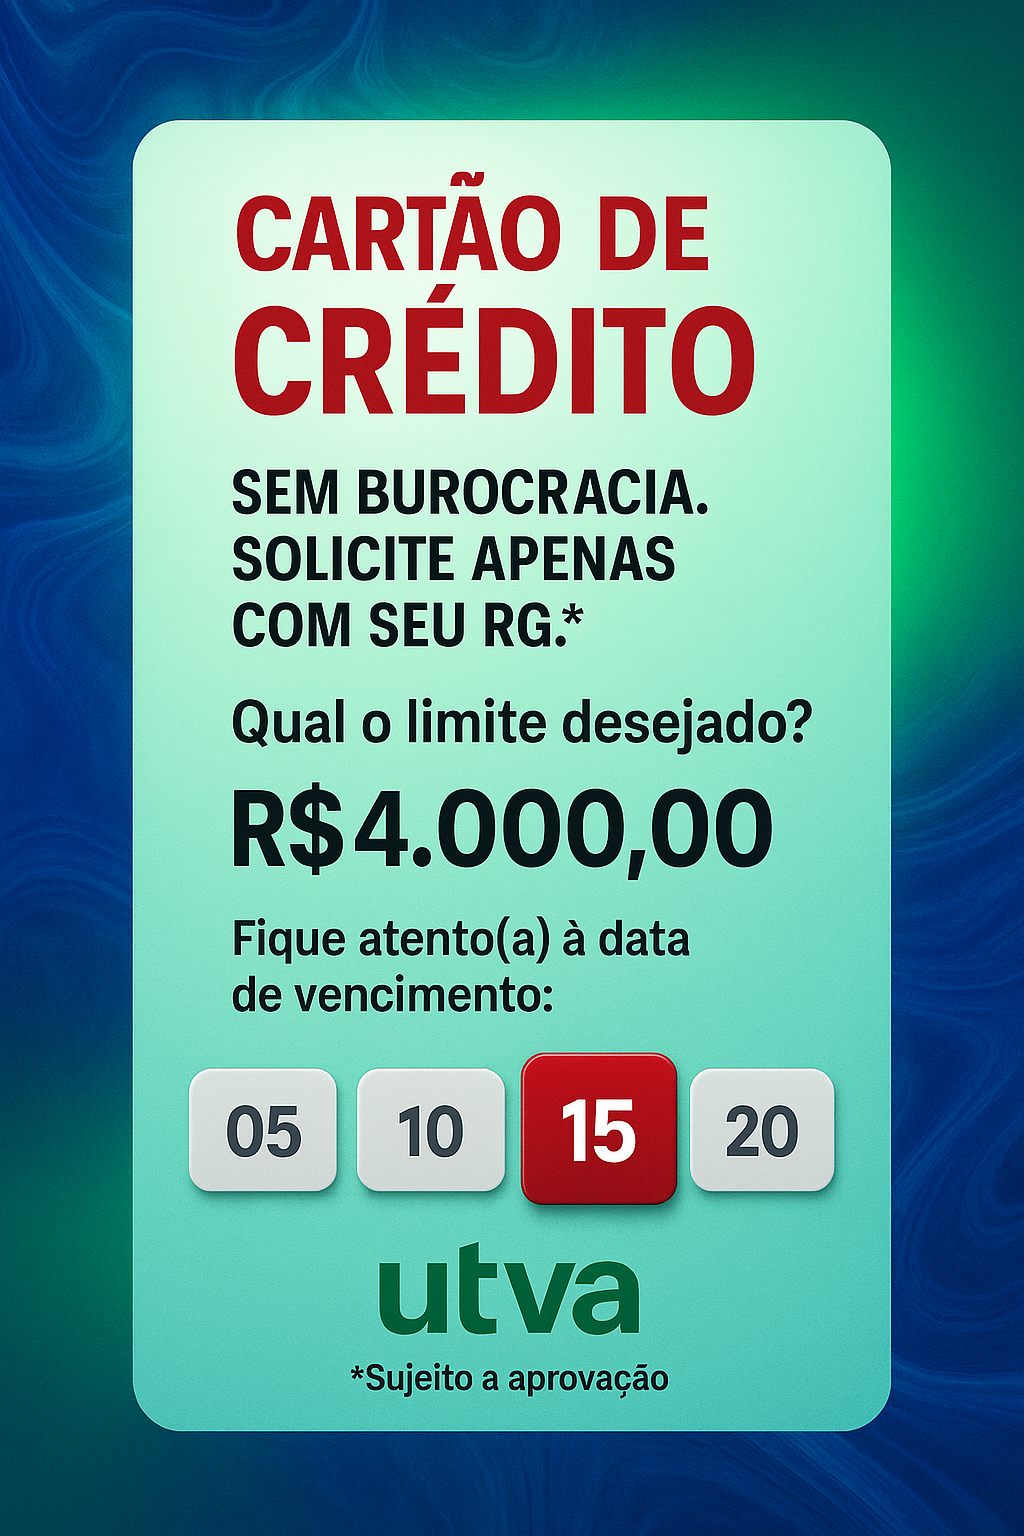 CARTÃO DE
CRÉDITO
SEM BUROCRACIA.
SOLICITE APENAS
COM SEU RG.*
Qual o limite desejado?
R$4.000,00
Fique atento(a) à data
de vencimento:
05 10 15 20
utva
*Sujeito a aprovação